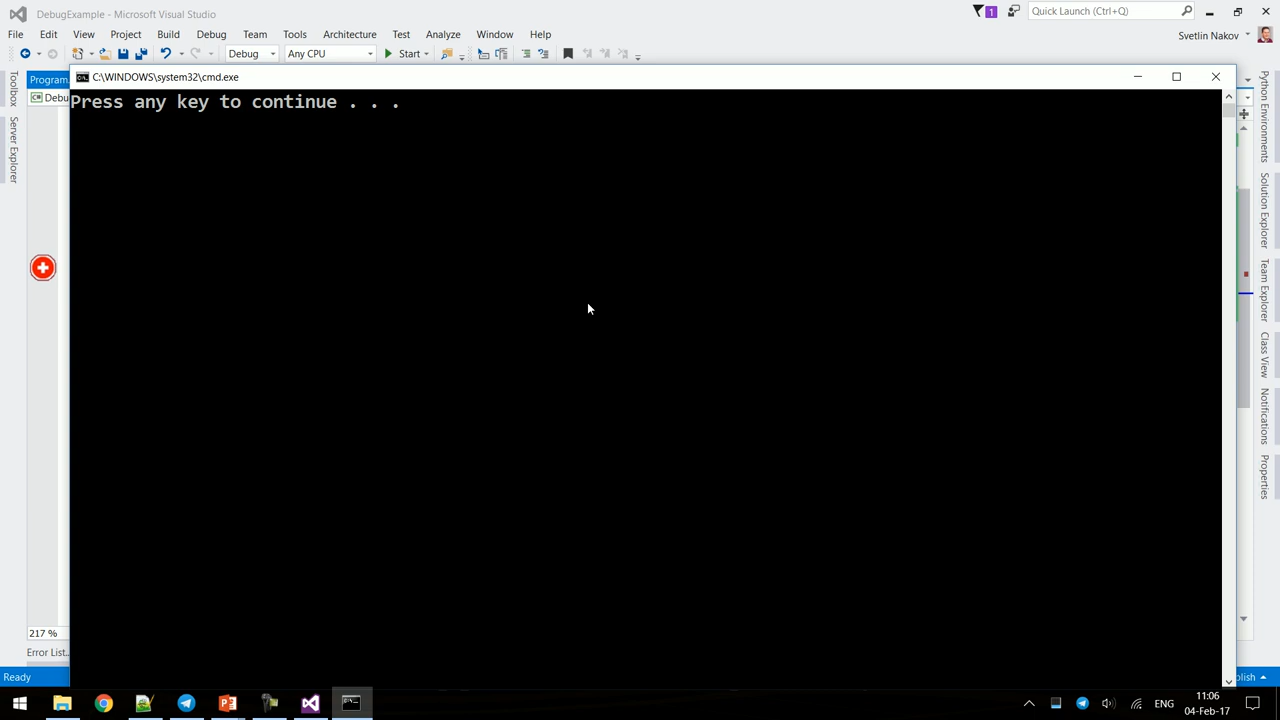 DebugExample - Microsoft Visual Studio
1
Quick Launch (Ctrl+Q)
File Edit View Project Build Debug Team Tools Architecture Test Analyze Window Help
Svetlin Nakov
Debug Any CPU Start
C:\WINDOWS\system32\cmd.exe
Press any key to continue . . .
Program
Debu
Toolbox
Server Explorer
Python Environments
Solution Explorer
Team Explorer
Class View
Notifications
Properties
217 %
Error List...
Ready
blish
ENG
11:06
04-Feb-17